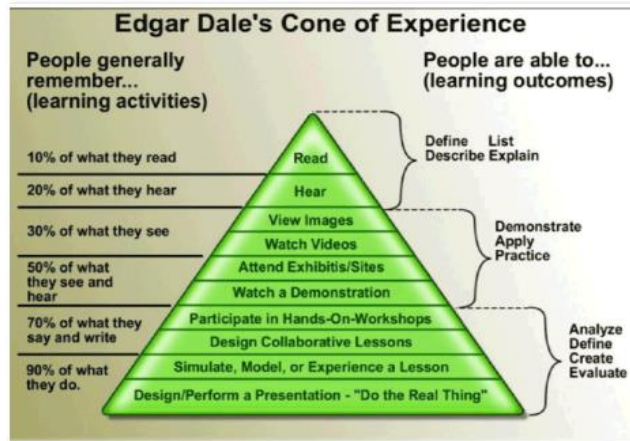 Edgar Dale's Cone of Experience
People generally
remember...
(learning activities)
People are able to...
(learning outcomes)
10% of what they read
20% of what they hear
30% of what they see
50% of what
they see and
hear
70% of what they
say and write
90% of what
they do.
Read
Hear
View Images
Watch Videos
Attend Exhibitis/Sites
Watch a Demonstration
Participate in Hands-On-Workshops
Design Collaborative Lessons
Simulate, Model, or Experience a Lesson
Design/Perform a Presentation - "Do the Real Thing"
Define List
Describe Explain
Demonstrate
Apply
Practice
Analyze
Define
Create
Evaluate